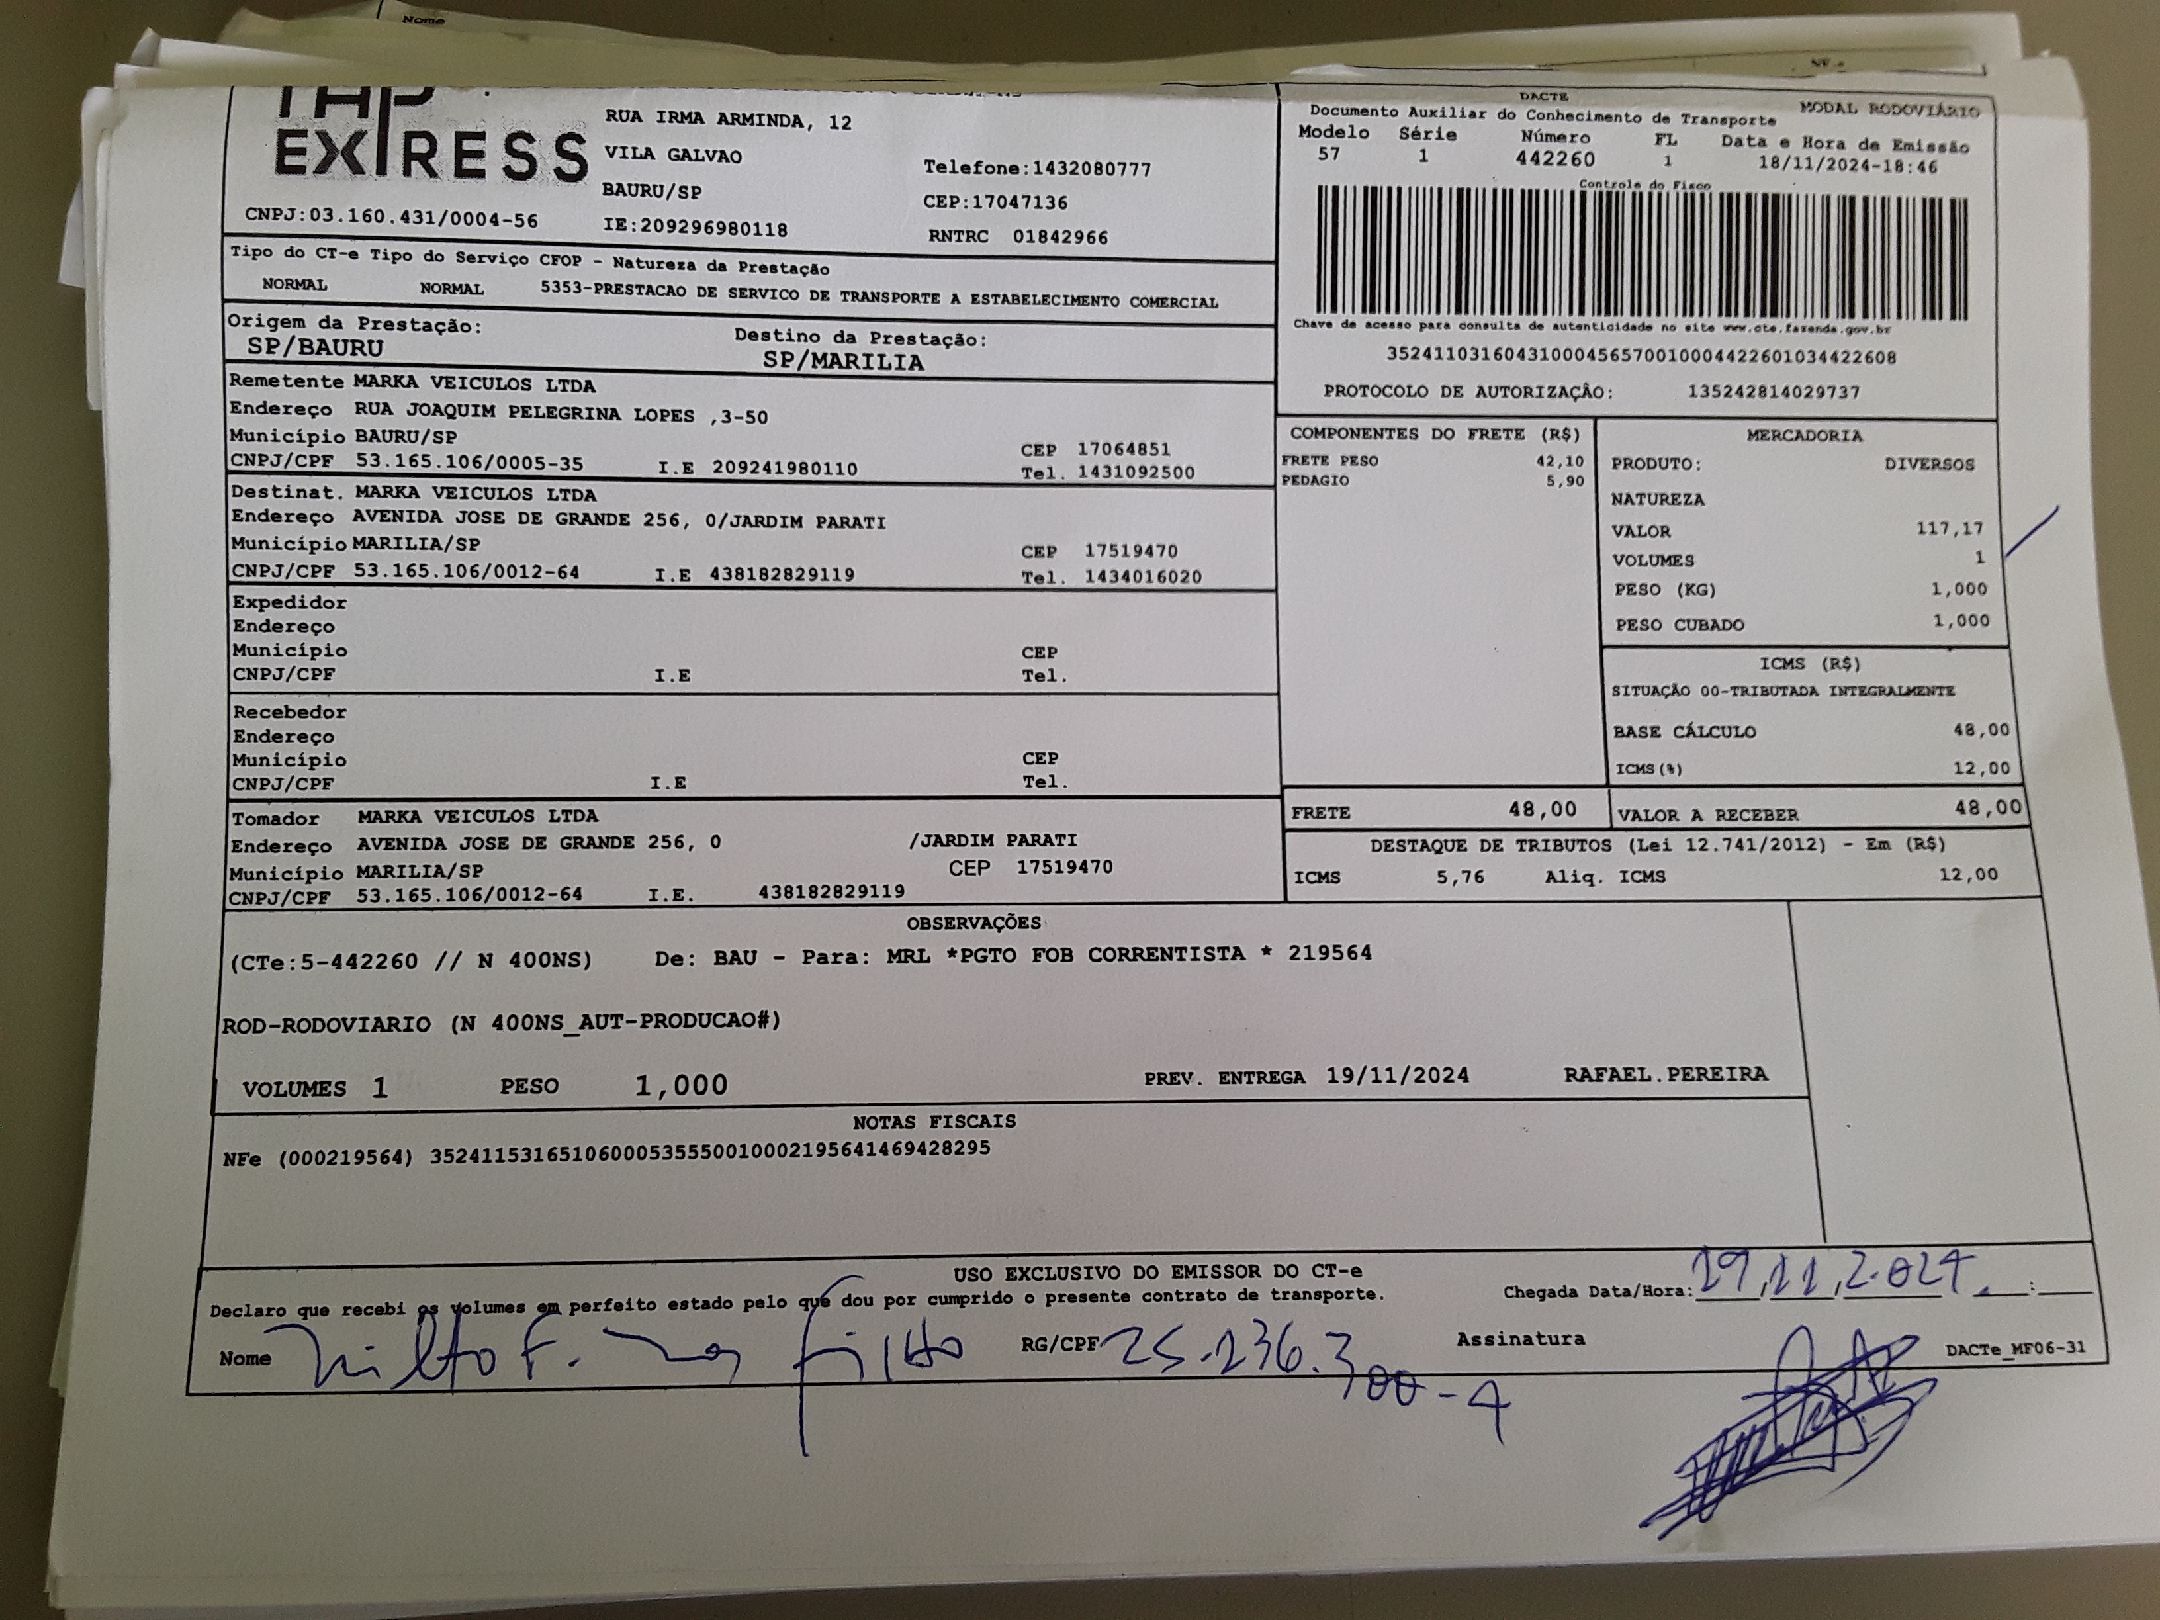 Nome
TAP
EXPRESS
RUA IRMA ARMINDA, 12
VILA GALVAO
Telefone:1432080777
BAURU/SP
CEP:17047136
CNPJ:03.160.431/0004-56
IE:209296980118
RNTRC 01842966
DACTE
Documento Auxiliar do Conhecimento de Transporte
MODAL RODOVIÁRIO
Modelo Série Número FL Data e Hora de Emissão
57 1 442260 1 18/11/2024-18:46
Controle do Fisco
Chave de acesso para consulta de autenticidade no site www.cte.fazenda.gov.br
35241103160431000456570010004422601034422608
PROTOCOLO DE AUTORIZAÇÂO: 135242814029737
Tipo do CT-e Tipo do Serviço CFOP - Natureza da Prestação
NORMAL NORMAL 5353-PRESTACAO DE SERVICO DE TRANSPORTE A ESTABELECIMENTO COMERCIAL
Origem da Prestação: Destino da Prestação:
SP/BAURU SP/MARILIA
Remetente MARKA VEICULOS LTDA
Endereço RUA JOAQUIM PELEGRINA LOPES ,3-50
Município BAURU/SP CEP 17064851
CNPJ/CPF 53.165.106/0005-35 I.E 209241980110 Tel. 1431092500
Destinat. MARKA VEICULOS LTDA
Endereço AVENIDA JOSE DE GRANDE 256, 0/JARDIM PARATI
Município MARILIA/SP CEP 17519470
CNPJ/CPF 53.165.106/0012-64 I.E 438182829119 Tel. 1434016020
Expedidor
Endereço
Município CEP
CNPJ/CPF I.E Tel.
Recebedor
Endereço
Município CEP
CNPJ/CPF I.E Tel.
Tomador MARKA VEICULOS LTDA
Endereço AVENIDA JOSE DE GRANDE 256, 0 /JARDIM PARATI
Município MARILIA/SP CEP 17519470
CNPJ/CPF 53.165.106/0012-64 I.E. 438182829119
COMPONENTES DO FRETE (R$)
FRETE PESO 42,10
PEDAGIO 5,90
MERCADORIA
PRODUTO: DIVERSOS
NATUREZA
VALOR 117,17
VOLUMES 1
PESO (KG) 1,000
PESO CUBADO 1,000
ICMS (R$)
SITUAÇÃO 00-TRIBUTADA INTEGRALMENTE
BASE CÁLCULO 48,00
ICMS(%) 12,00
FRETE 48,00 VALOR A RECEBER 48,00
DESTAQUE DE TRIBUTOS (Lei 12.741/2012) - Em (R$)
ICMS 5,76 Aliq. ICMS 12,00
OBSERVAÇÕES
(CTe:5-442260 // N 400NS) De: BAU - Para: MRL *PGTO FOB CORRENTISTA * 219564
ROD-RODOVIARIO (N 400NS_AUT-PRODUCAO#)
VOLUMES 1 PESO 1,000 PREV. ENTREGA 19/11/2024 RAFAEL.PEREIRA
NOTAS FISCAIS
NFe (000219564) 35241153165106000535550010002195641469428295
USO EXCLUSIVO DO EMISSOR DO CT-e
Declaro que recebi os volumes em perfeito estado pelo que dou por cumprido o presente contrato de transporte.
Chegada Data/Hora: 19,11,2.024
Nome Nilto F. Filho RG/CPF 25.236.300-4 Assinatura
DACTe_MF06-31